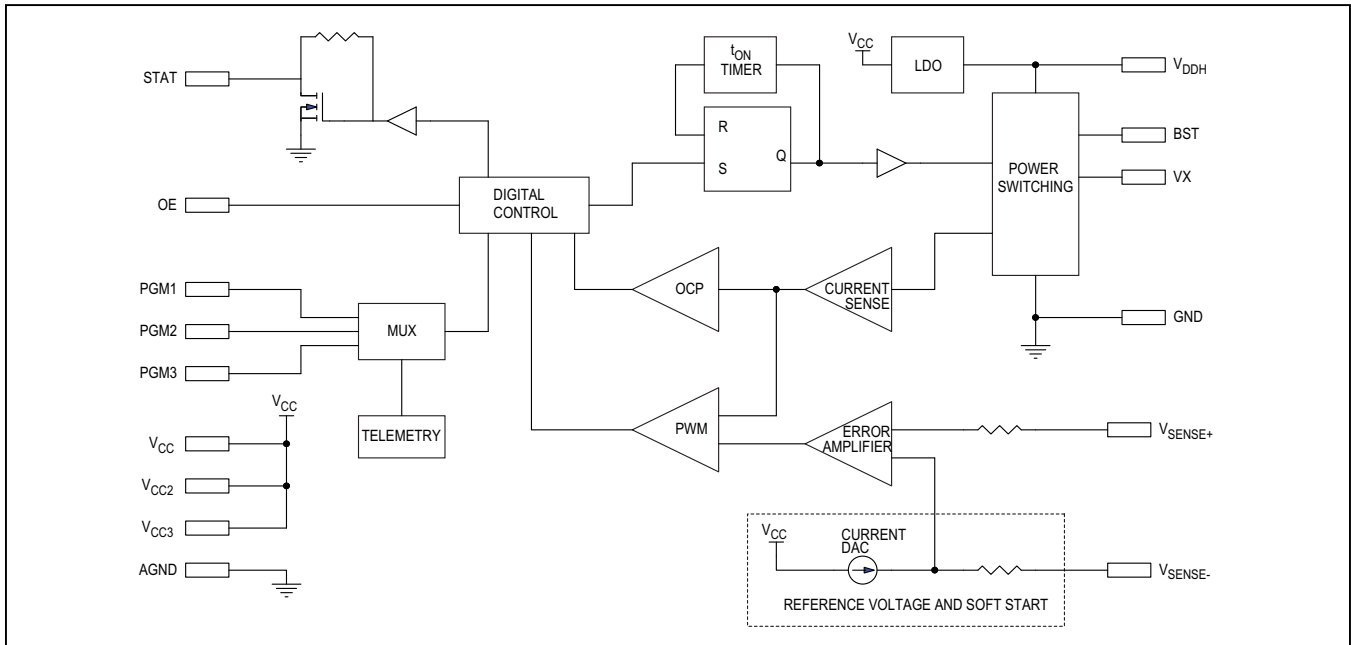 STAT
OE
PGM1
PGM2
PGM3
VCC
VCC
VCC2
VCC3
AGND
DIGITAL
CONTROL
MUX
TELEMETRY
tON
TIMER
R
S
Q
VCC
LDO
POWER
SWITCHING
OCP
CURRENT
SENSE
PWM
ERROR
AMPLIFIER
VCC
CURRENT
DAC
REFERENCE VOLTAGE AND SOFT START
VDDH
BST
VX
GND
VSENSE+
VSENSE-